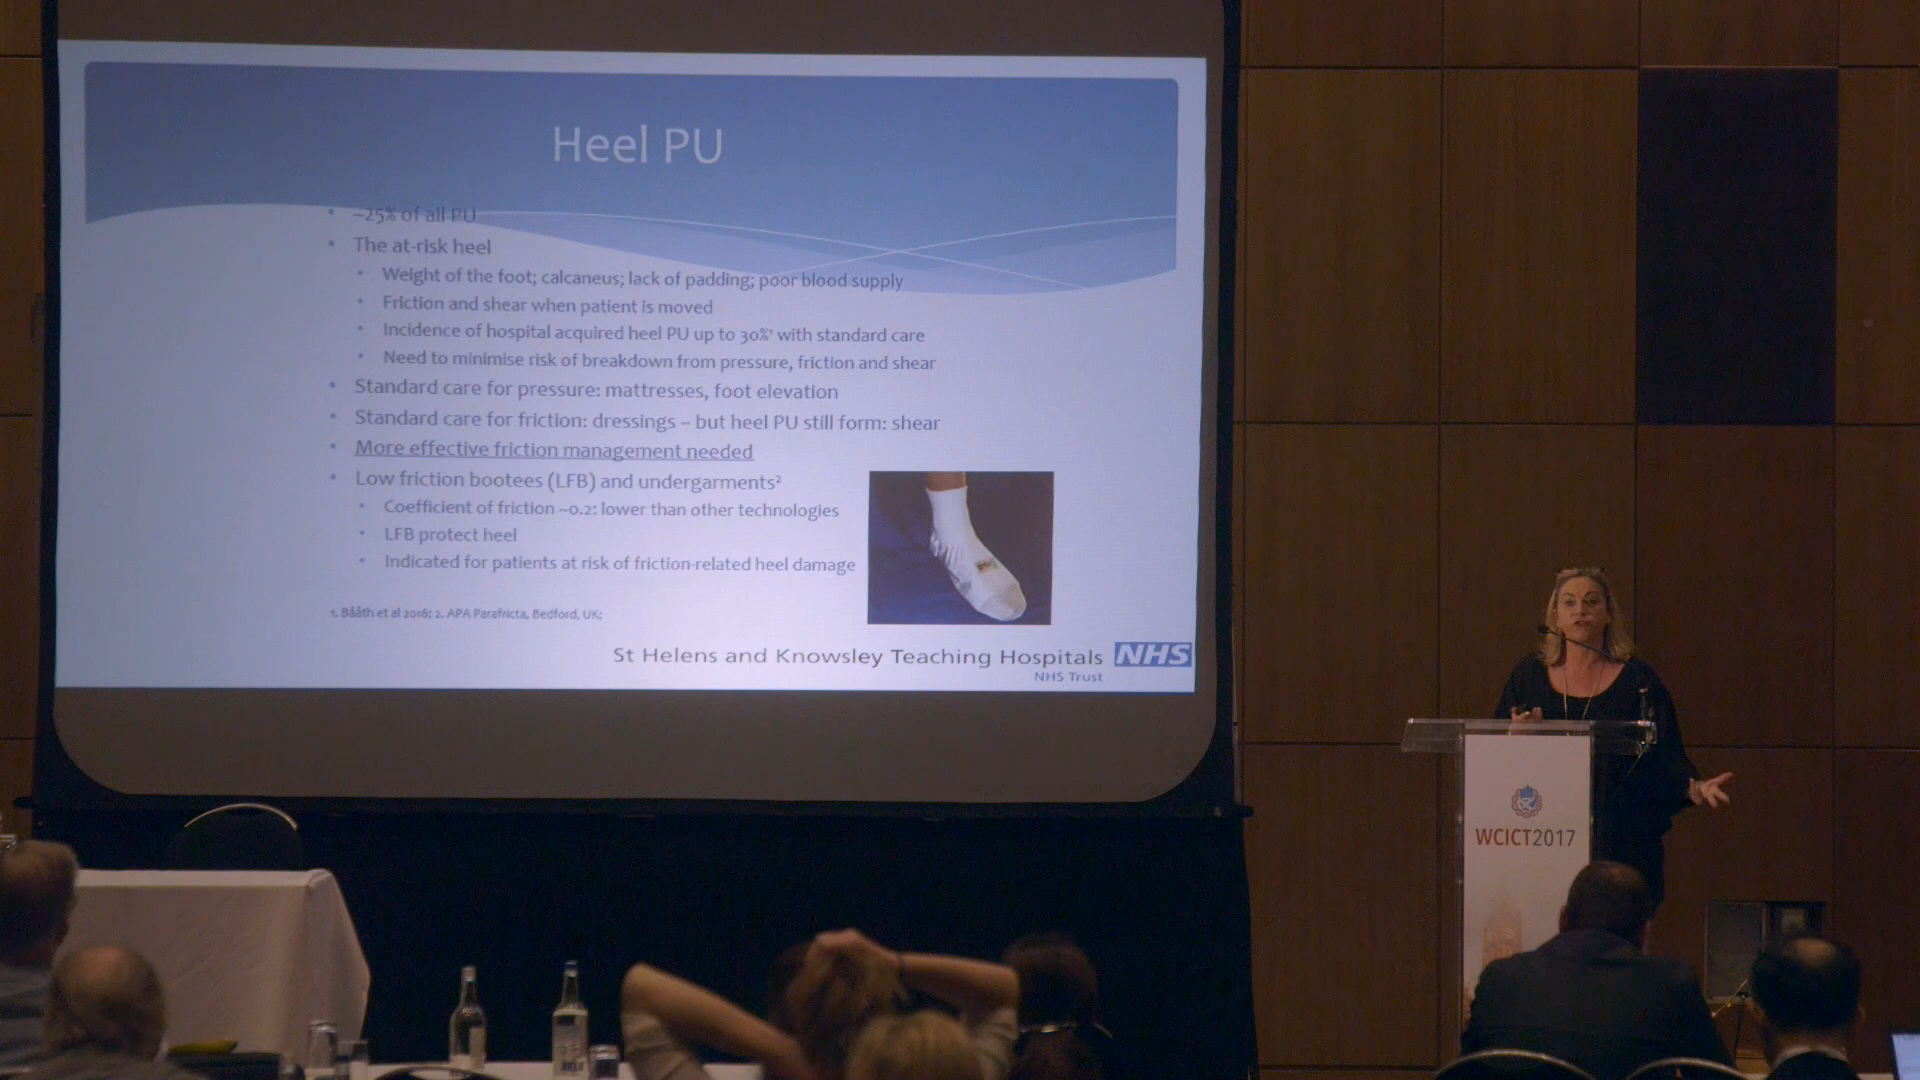 Heel PU
• ~25% of all PU
• The at-risk heel
• Weight of the foot; calcaneus; lack of padding; poor blood supply
• Friction and shear when patient is moved
• Incidence of hospital acquired heel PU up to 30%¹ with standard care
• Need to minimise risk of breakdown from pressure, friction and shear
• Standard care for pressure: mattresses, foot elevation
• Standard care for friction: dressings – but heel PU still form: shear
• More effective friction management needed
• Low friction bootees (LFB) and undergarments²
• Coefficient of friction ~0.2: lower than other technologies
• LFB protect heel
• Indicated for patients at risk of friction-related heel damage
1. Bååth et al 2016; 2. APA Parafricta, Bedford, UK;
St Helens and Knowsley Teaching Hospitals NHS
NHS Trust
WCICT2017